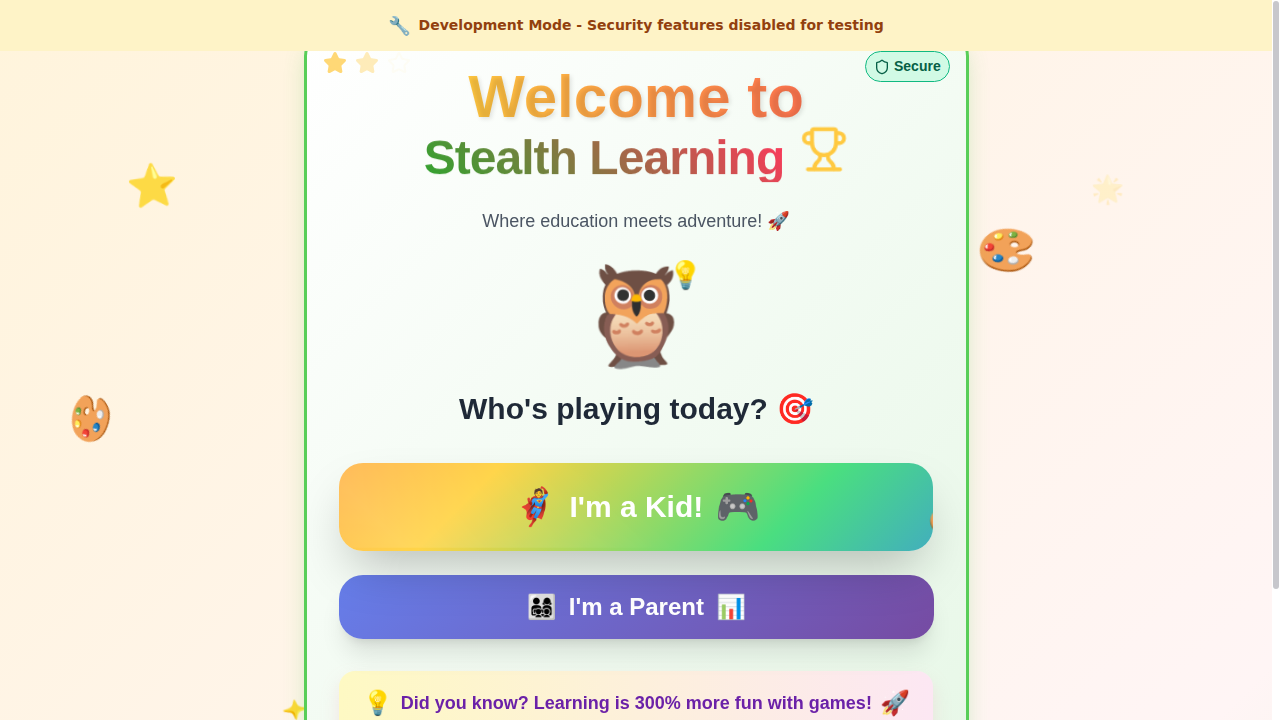 Development Mode - Security features disabled for testing
Secure
Welcome to
Stealth Learning
Where education meets adventure!
Who's playing today?
I'm a Kid!
I'm a Parent
Did you know? Learning is 300% more fun with games!